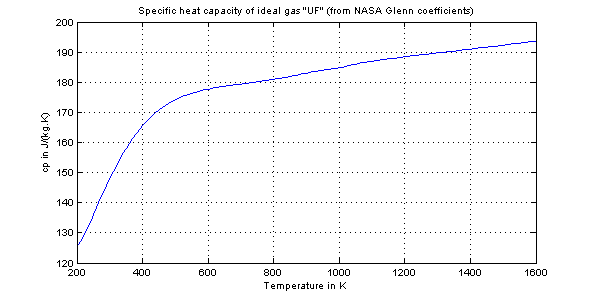 Specific heat capacity of ideal gas "UF" (from NASA Glenn coefficients)
200
190
180
170
160
150
140
130
120
cp in J/(kg.K)
200 400 600 800 1000 1200 1400 1600
Temperature in K